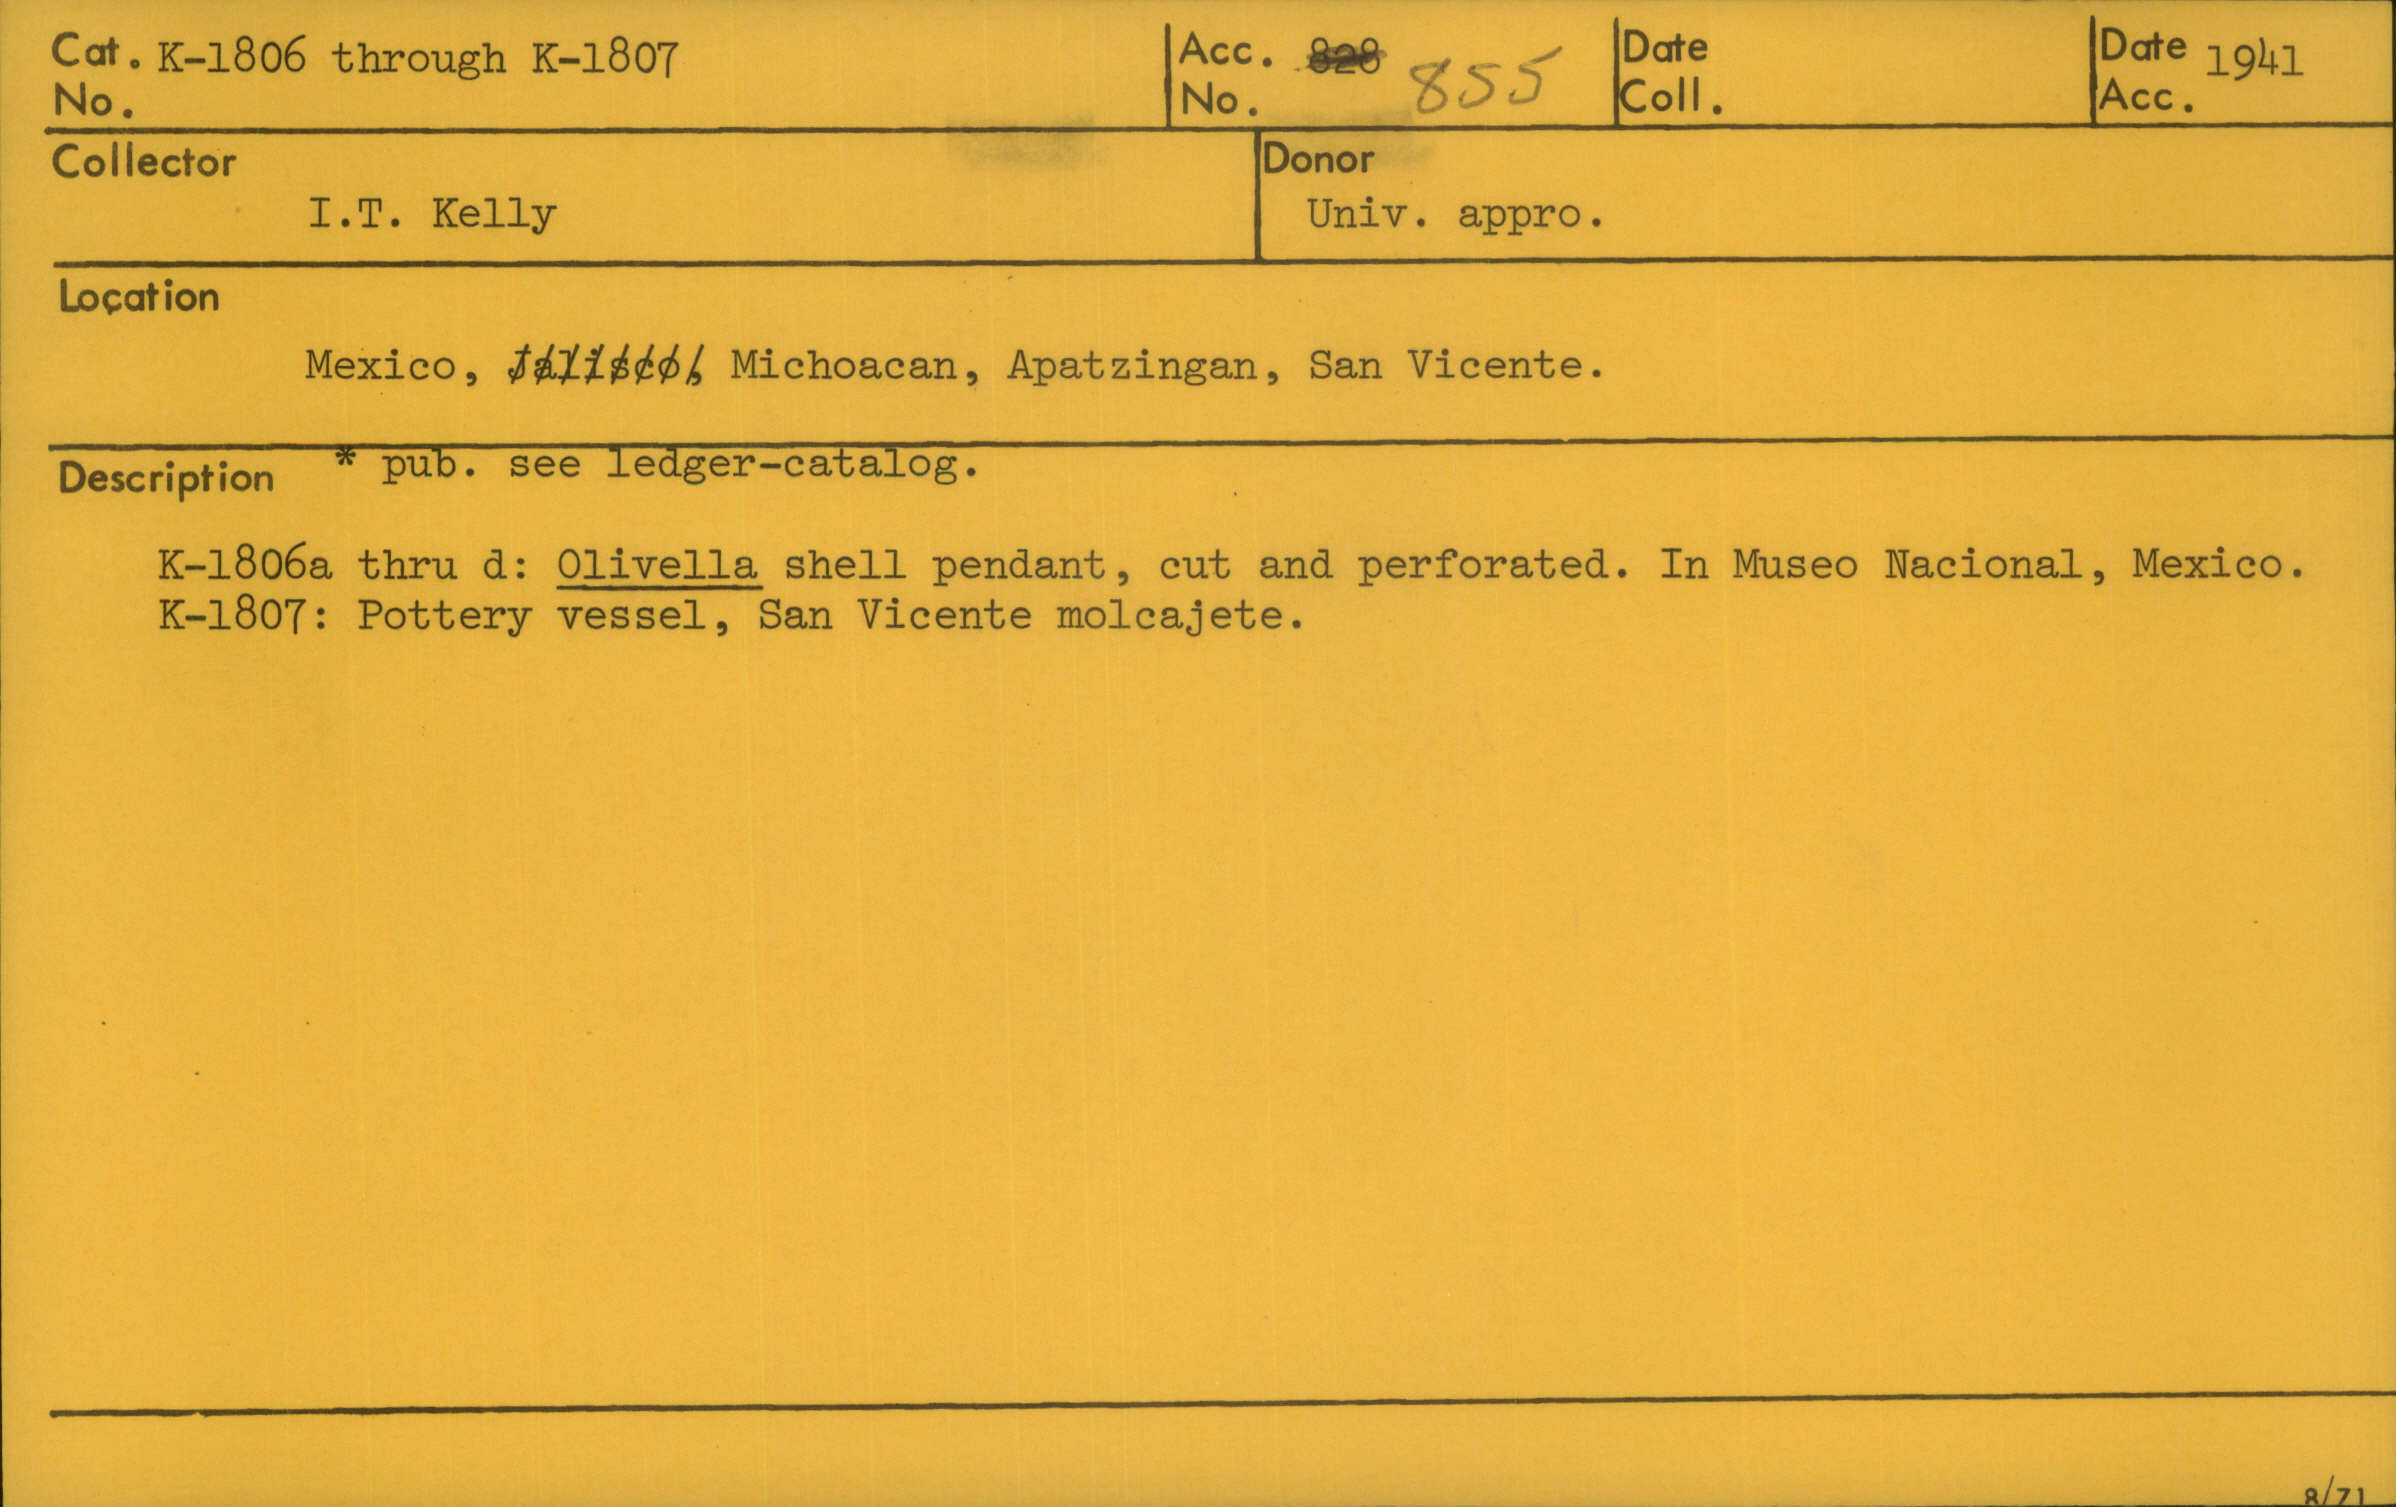 Cat. No. K-1806 through K-1807
Acc. No. 828 855
Date Coll.
Date Acc. 1941
Collector
I.T. Kelly
Donor
Univ. appro.
Location
Mexico, Jalisco, Michoacan, Apatzingan, San Vicente.
Description * pub. see ledger-catalog.
K-1806a thru d: Olivella shell pendant, cut and perforated. In Museo Nacional, Mexico.
K-1807: Pottery vessel, San Vicente molcajete.
8/71